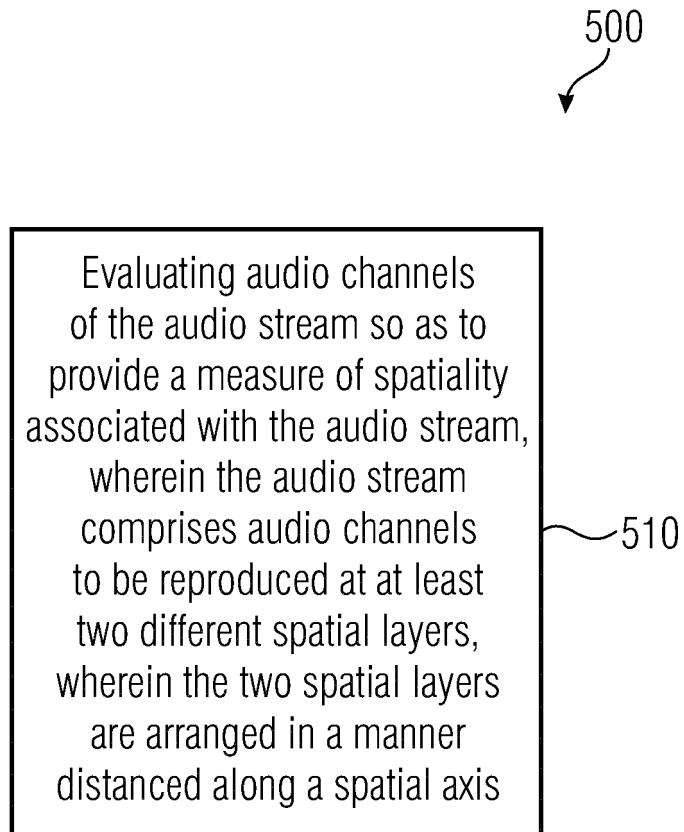 500
Evaluating audio channels
of the audio stream so as to
provide a measure of spatiality
associated with the audio stream,
wherein the audio stream
comprises audio channels
to be reproduced at at least
two different spatial layers,
wherein the two spatial layers
are arranged in a manner
distanced along a spatial axis
510